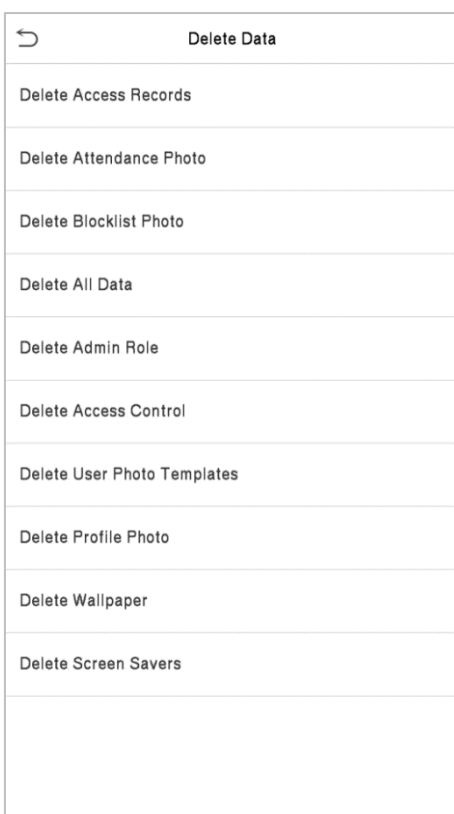 Delete Data
Delete Access Records
Delete Attendance Photo
Delete Blocklist Photo
Delete All Data
Delete Admin Role
Delete Access Control
Delete User Photo Templates
Delete Profile Photo
Delete Wallpaper
Delete Screen Savers